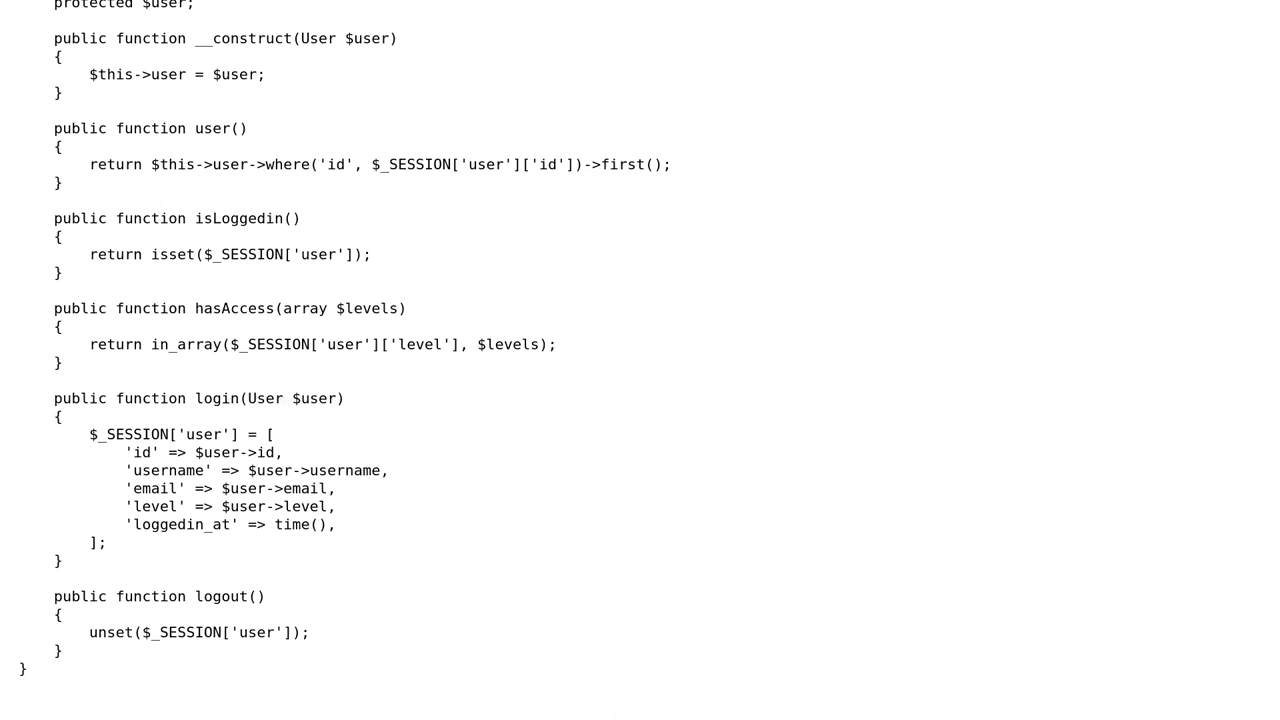 protected $user;
public function __construct(User $user)
{
$this->user = $user;
}
public function user()
{
return $this->user->where('id', $_SESSION['user']['id'])->first();
}
public function isLoggedin()
{
return isset($_SESSION['user']);
}
public function hasAccess(array $levels)
{
return in_array($_SESSION['user']['level'], $levels);
}
public function login(User $user)
{
$_SESSION['user'] = [
'id' => $user->id,
'username' => $user->username,
'email' => $user->email,
'level' => $user->level,
'loggedin_at' => time(),
];
}
public function logout()
{
unset($_SESSION['user']);
}
}